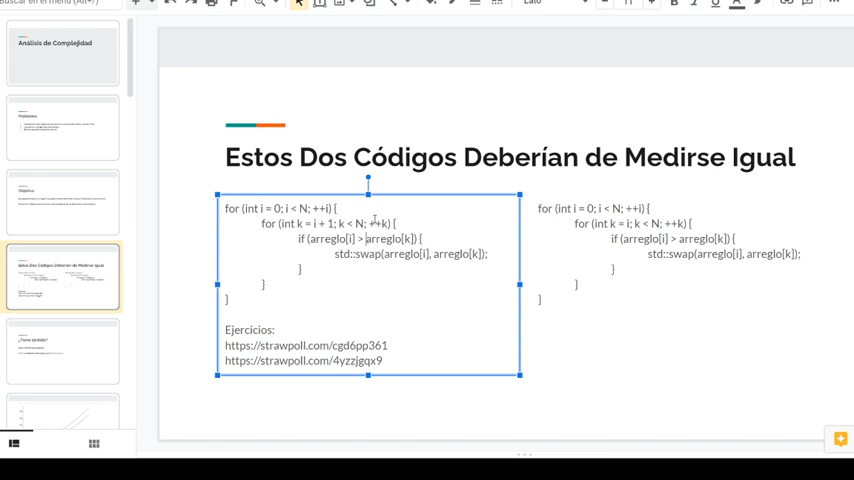 Buscar en el menú (Alt+/)
Lato
11
Análisis de Complejidad
Problema
Objetivo
Estos Dos Códigos Deberían de Medirse Igual
¿Tiene sentido?
Estos Dos Códigos Deberían de Medirse Igual
for (int i = 0; i < N; ++i) {
for (int k = i + 1; k < N; ++k) {
if (arreglo[i] > arreglo[k]) {
std::swap(arreglo[i], arreglo[k]);
}
}
}
Ejercicios:
https://strawpoll.com/cgd6pp361
https://strawpoll.com/4yzzjgqx9
for (int i = 0; i < N; ++i) {
for (int k = i; k < N; ++k) {
if (arreglo[i] > arreglo[k]) {
std::swap(arreglo[i], arreglo[k]);
}
}
}